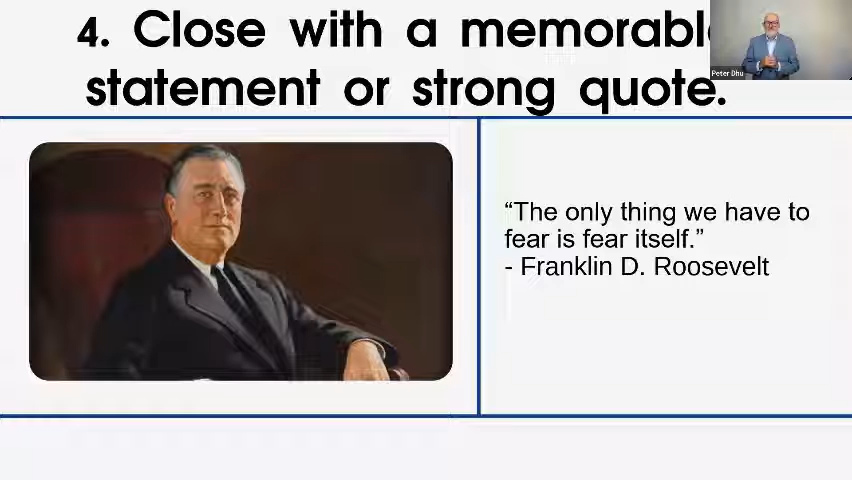 4. Close with a memorabl
statement or strong quote.
Peter Dhu
“The only thing we have to
fear is fear itself.”
- Franklin D. Roosevelt